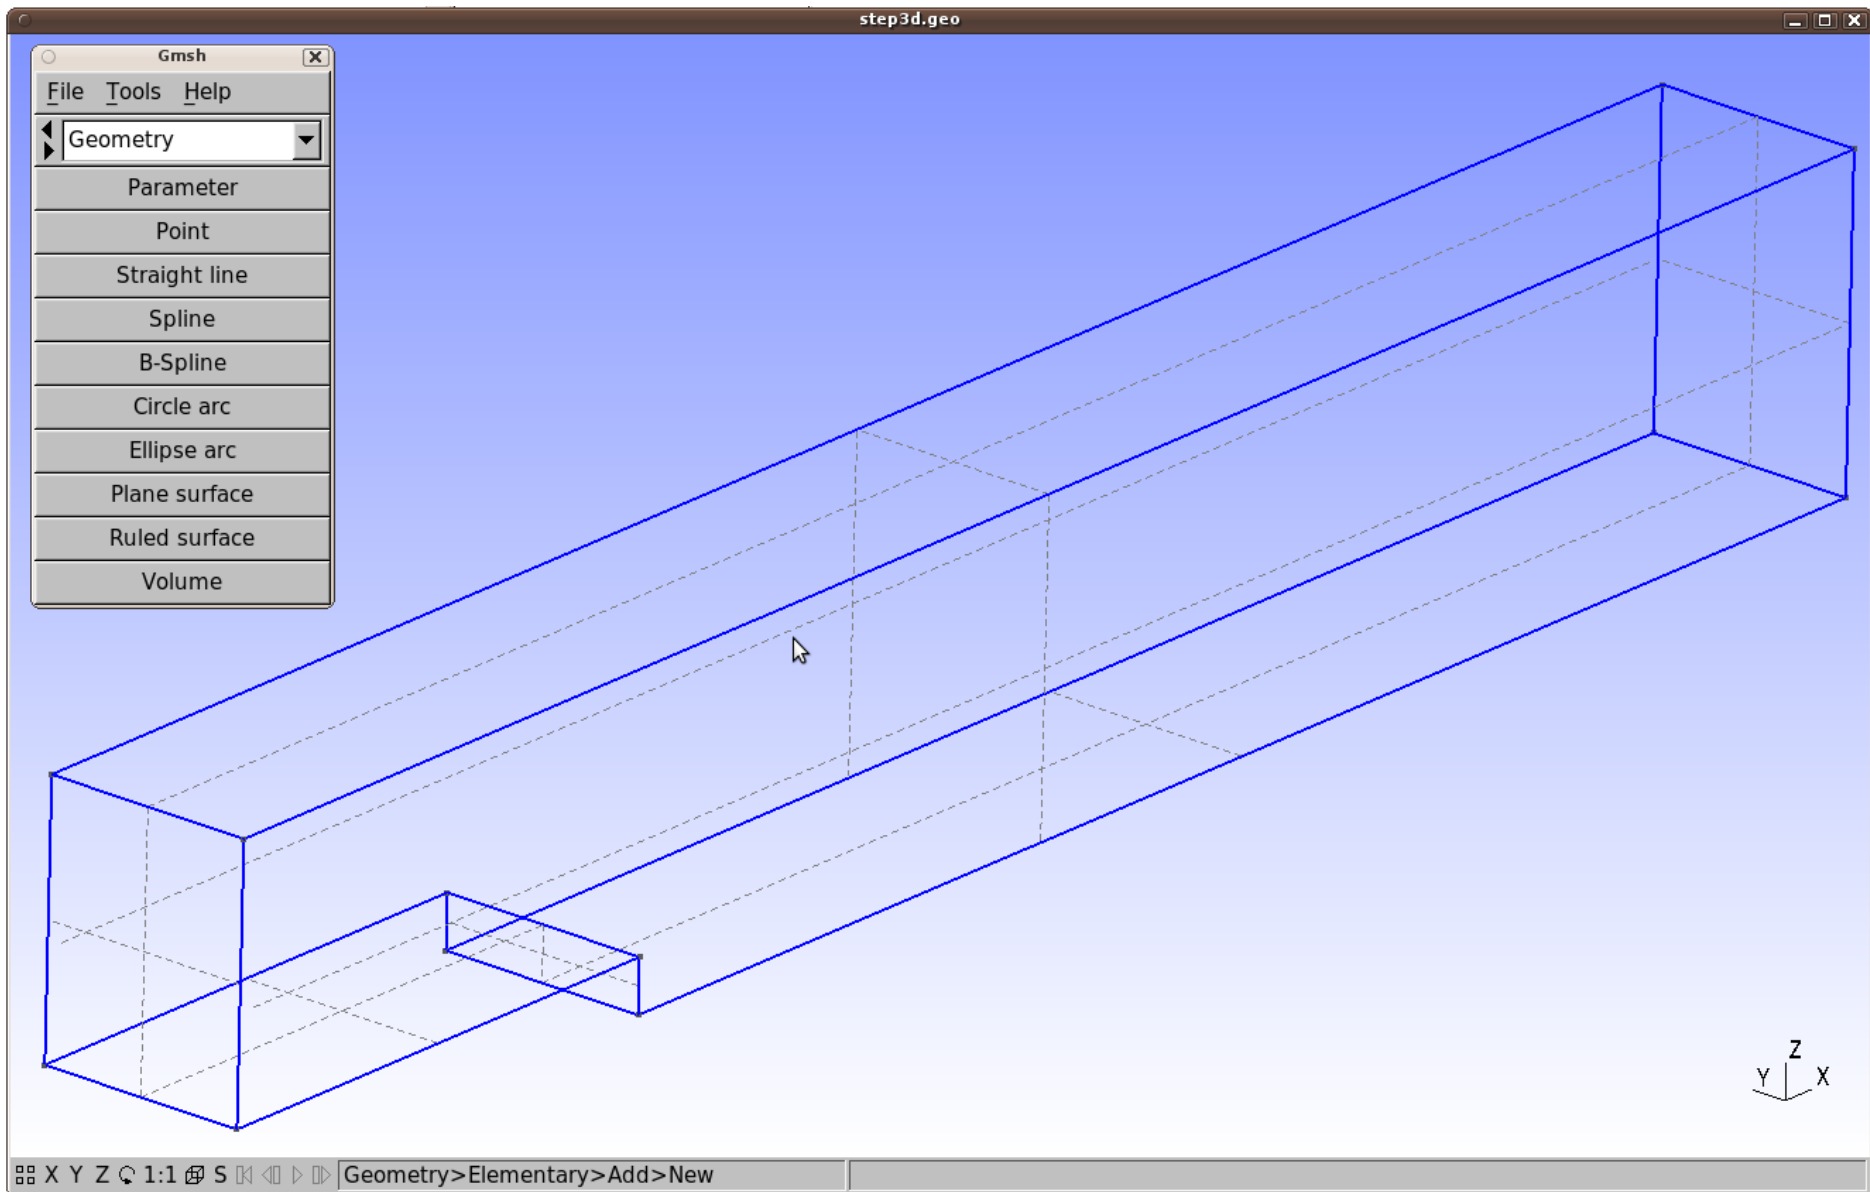 step3d.geo
Gmsh
File Tools Help
Geometry
Parameter
Point
Straight line
Spline
B-Spline
Circle arc
Ellipse arc
Plane surface
Ruled surface
Volume
Z
Y X
X Y Z 1:1 S Geometry>Elementary>Add>New